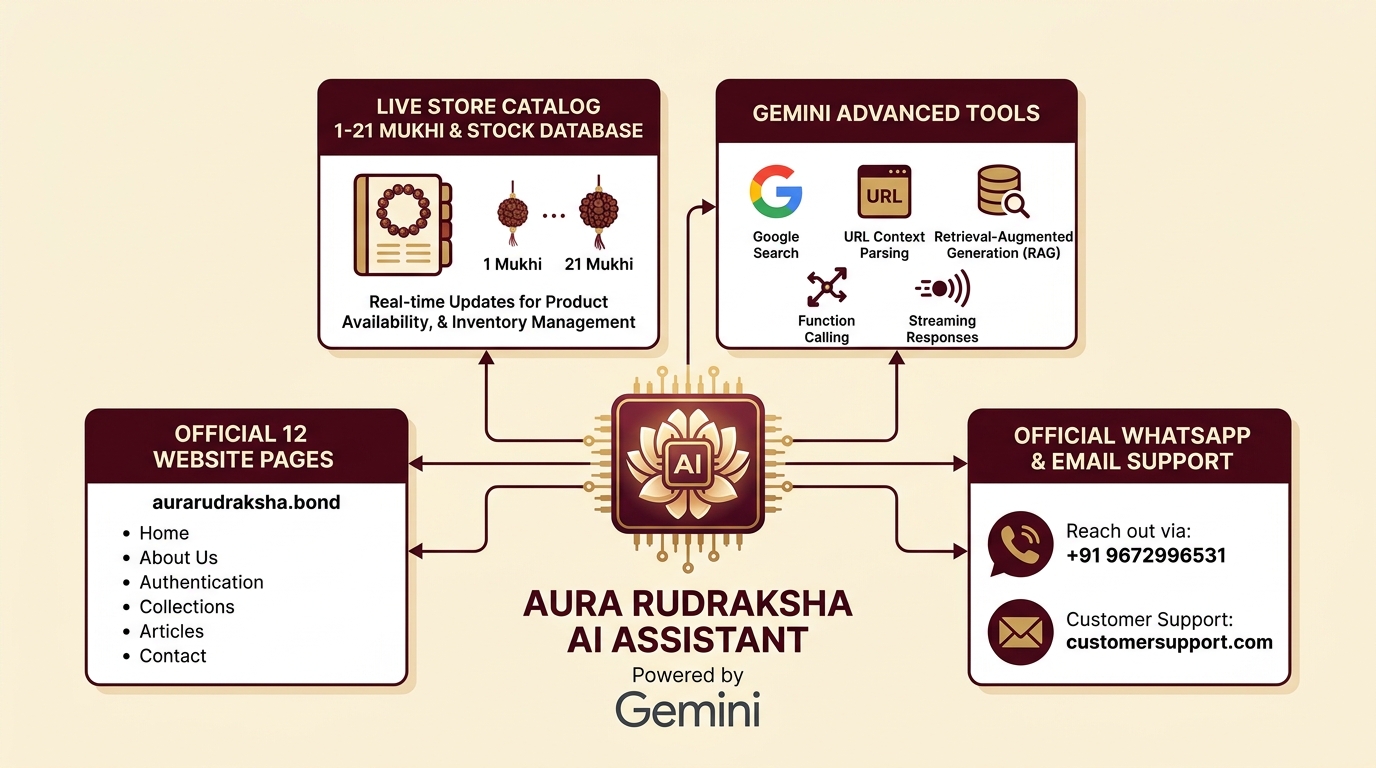 LIVE STORE CATALOG
1-21 MUKHI & STOCK DATABASE
1 Mukhi
21 Mukhi
Real-time Updates for Product
Availability, & Inventory Management
GEMINI ADVANCED TOOLS
G
Google
Search
URL
URL Context
Parsing
Retrieval-Augmented
Generation (RAG)
Function
Calling
Streaming
Responses
OFFICIAL 12
WEBSITE PAGES
aurarudraksha.bond
• Home
• About Us
• Authentication
• Collections
• Articles
• Contact
AI
AURA RUDRAKSHA
AI ASSISTANT
Powered by
Gemini
OFFICIAL WHATSAPP
& EMAIL SUPPORT
Reach out via:
+91 9672996531
Customer Support:
customersupport.com